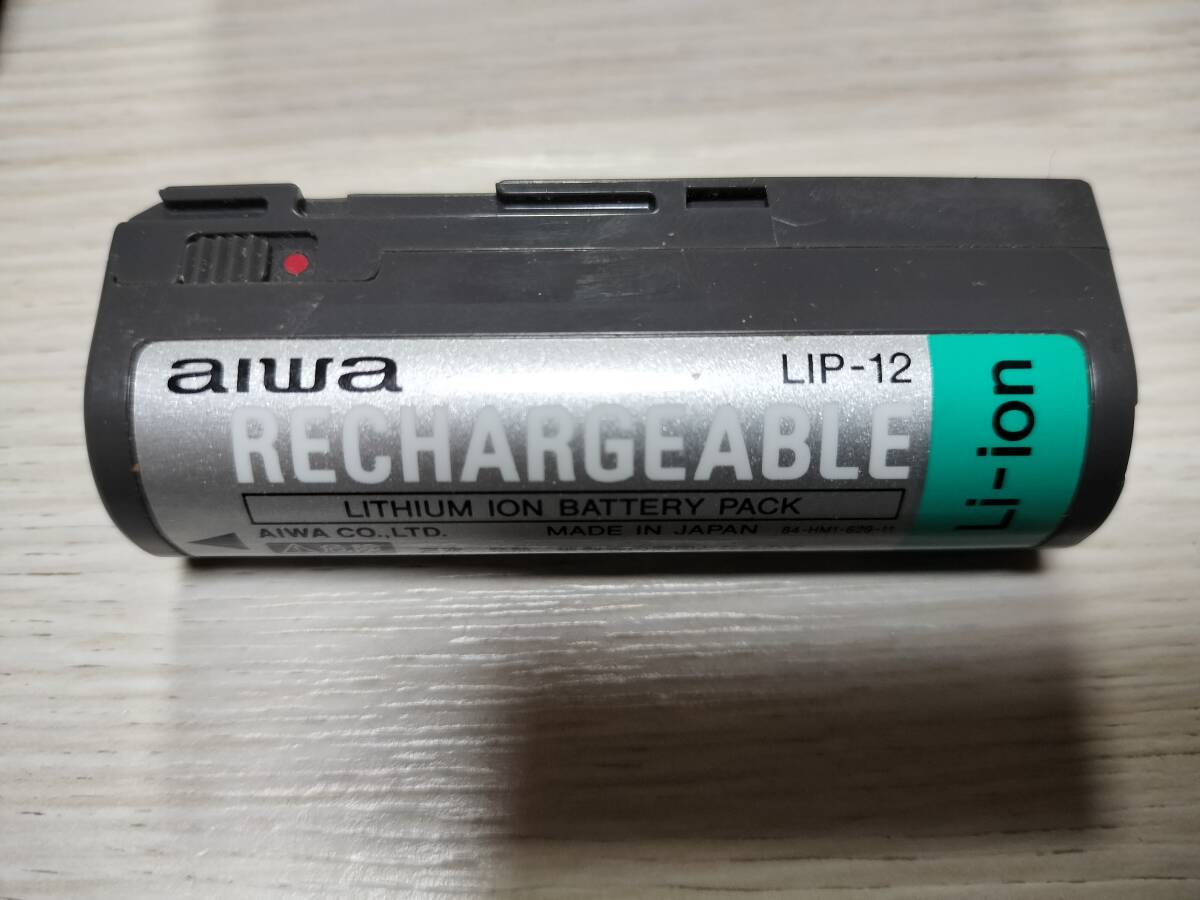 aiwa
LIP-12
RECHARGEABLE
LITHIUM ION BATTERY PACK
AIWA CO.,LTD.
MADE IN JAPAN
Li-ion